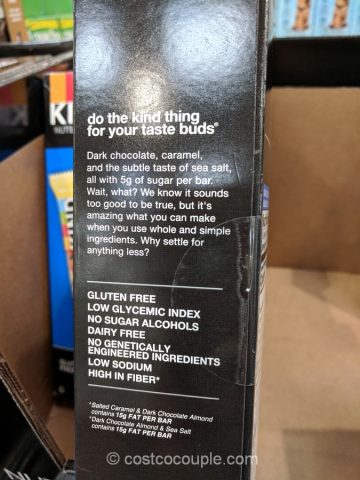 do the kind thing
for your taste buds®
Dark chocolate, caramel,
and the subtle taste of sea salt,
all with 5g of sugar per bar.
Wait, what? We know it sounds
too good to be true, but it's
amazing what you can make
when you use whole and simple
ingredients. Why settle for
anything less?
GLUTEN FREE
LOW GLYCEMIC INDEX
NO SUGAR ALCOHOLS
DAIRY FREE
NO GENETICALLY
ENGINEERED INGREDIENTS
LOW SODIUM
HIGH IN FIBER*
*Salted Caramel & Dark Chocolate Almond
contains 15g FAT PER BAR
*Dark Chocolate Almond & Sea Salt
contains 15g FAT PER BAR
KI
NUTS
NU
© costcocouple.com